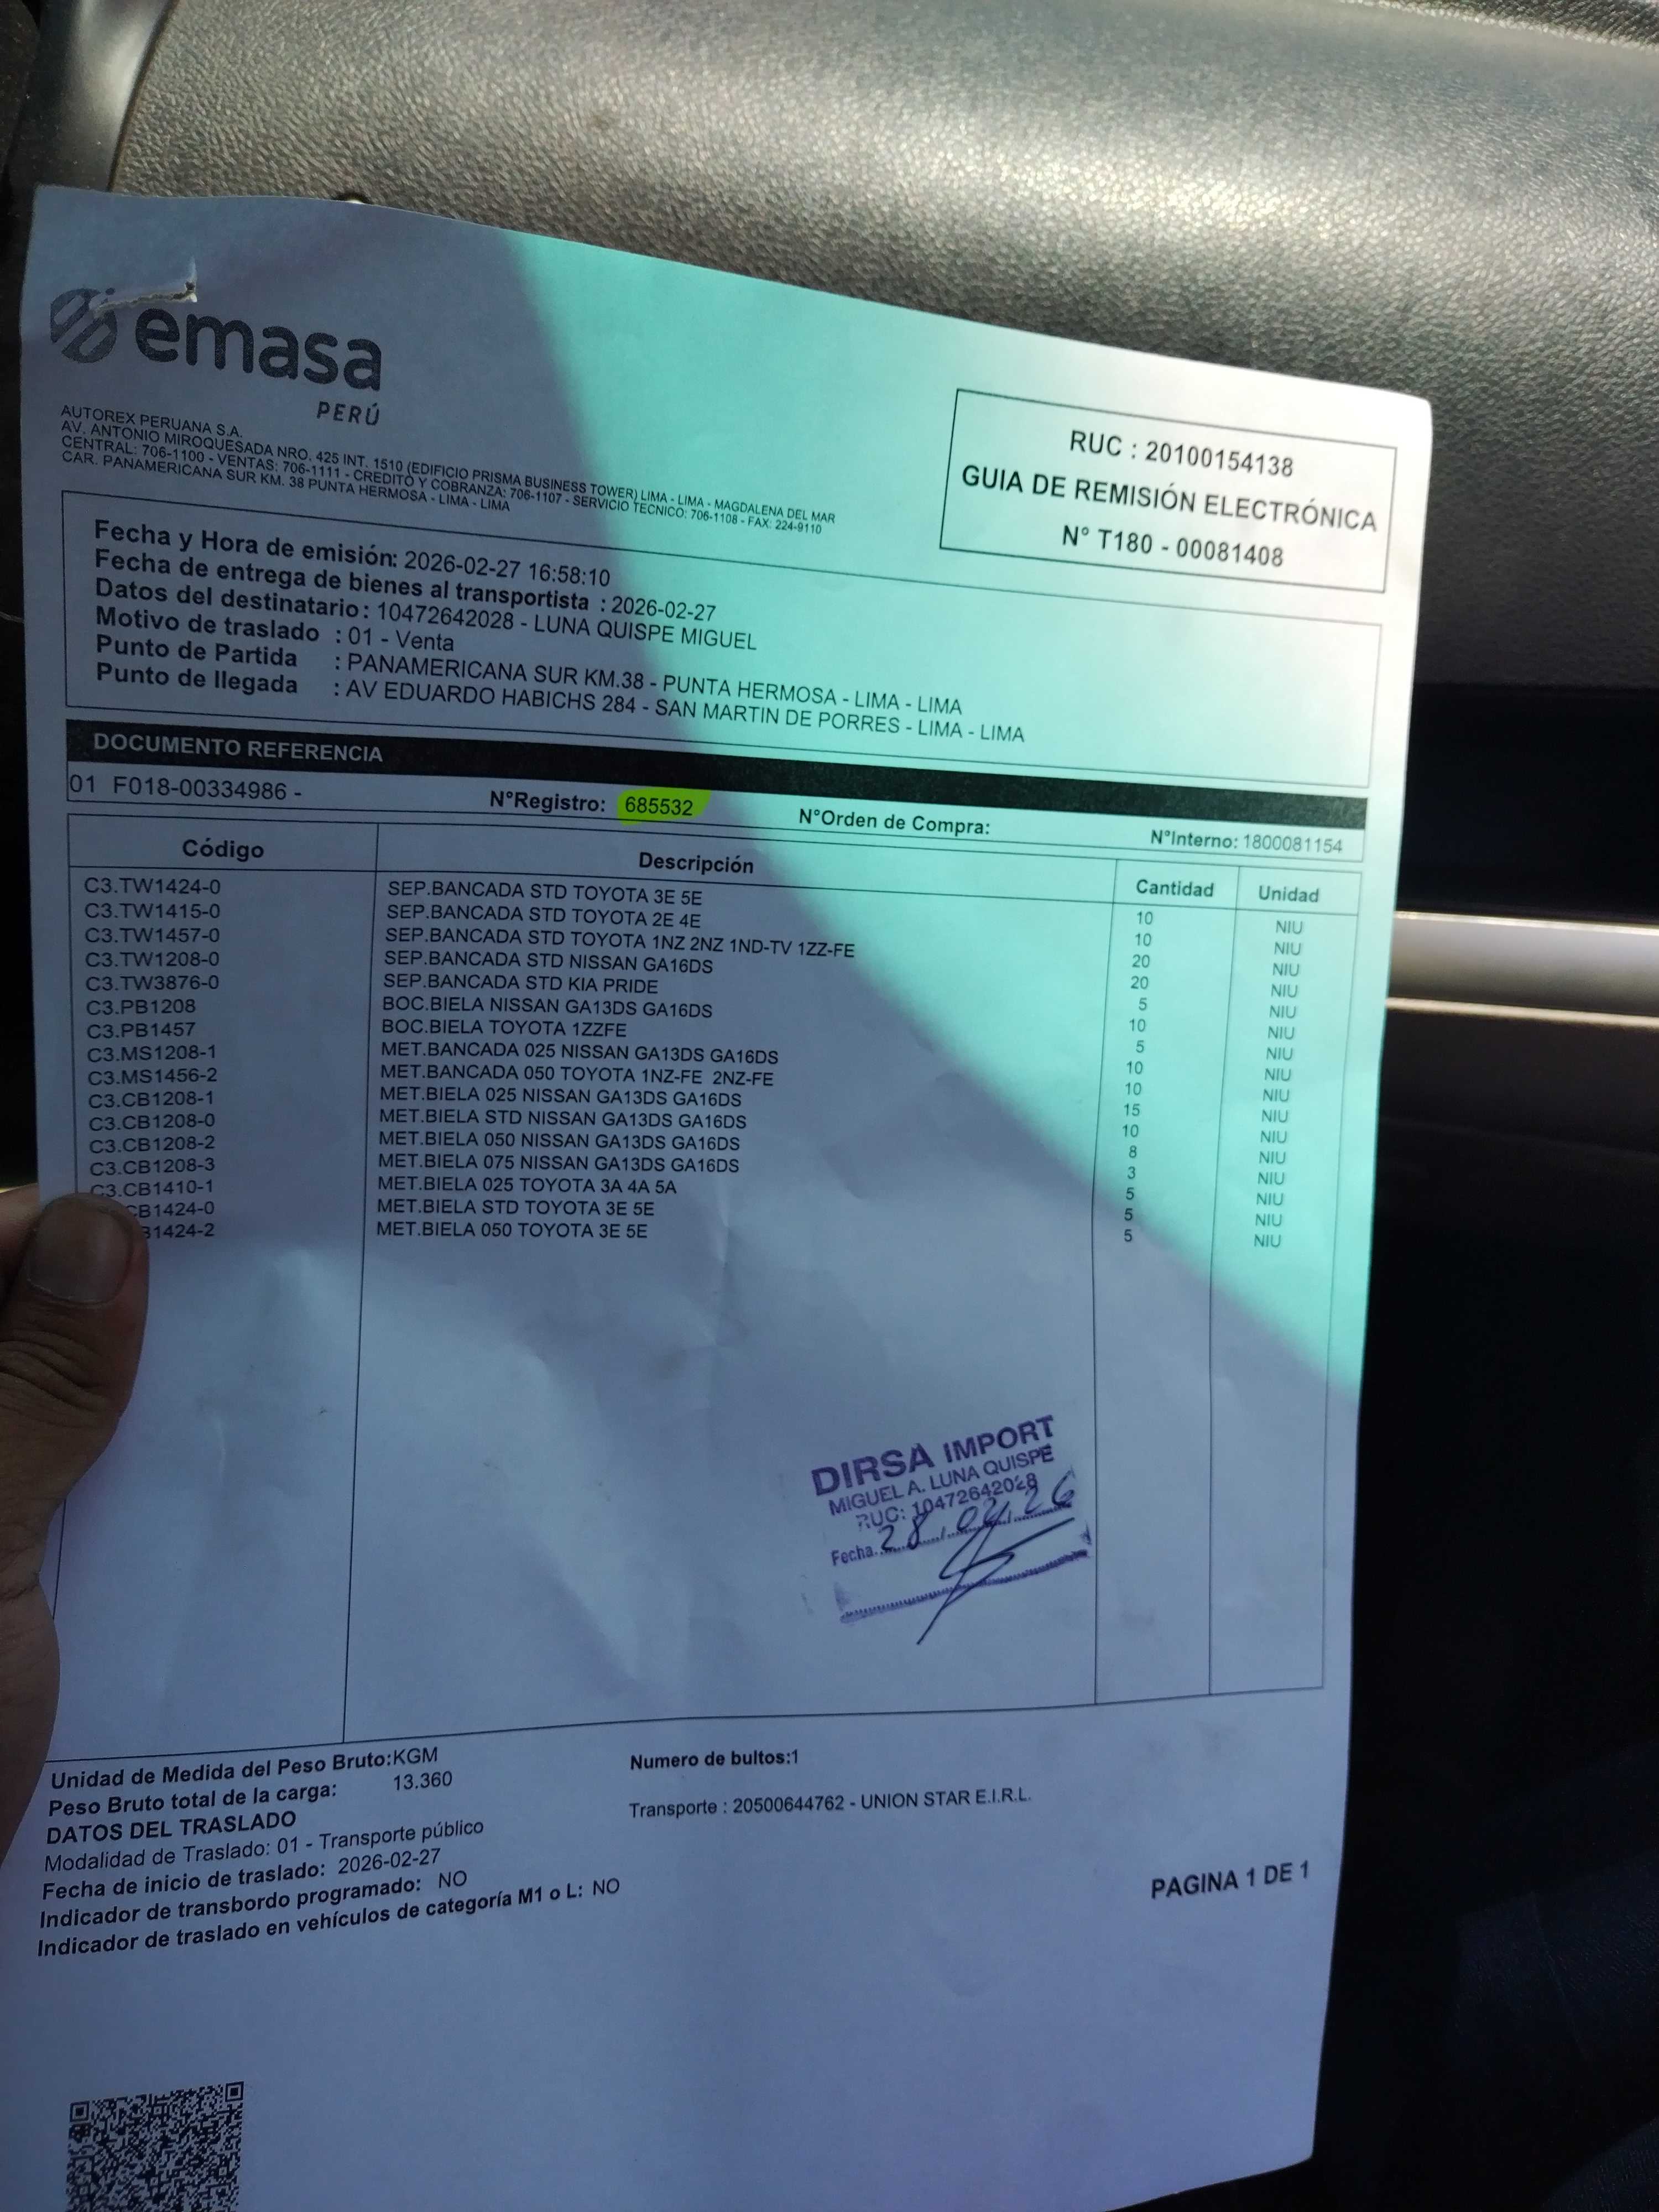 emasa
PERÚ
AUTOREX PERUANA S.A.
AV. ANTONIO MIROQUESADA NRO. 425 INT. 1510 (EDIFICIO PRISMA BUSINESS TOWER) LIMA - LIMA - MAGDALENA DEL MAR
CENTRAL: 706-1100 - VENTAS: 706-1111 - CREDITO Y COBRANZA: 706-1107 - SERVICIO TECNICO: 706-1108 - FAX: 224-9110
CAR. PANAMERICANA SUR KM. 38 PUNTA HERMOSA - LIMA - LIMA
RUC : 20100154138
GUIA DE REMISIÓN ELECTRÓNICA
N° T180 - 00081408
Fecha y Hora de emisión: 2026-02-27 16:58:10
Fecha de entrega de bienes al transportista : 2026-02-27
Datos del destinatario : 10472642028 - LUNA QUISPE MIGUEL
Motivo de traslado : 01 - Venta
Punto de Partida : PANAMERICANA SUR KM.38 - PUNTA HERMOSA - LIMA - LIMA
Punto de llegada : AV EDUARDO HABICHS 284 - SAN MARTIN DE PORRES - LIMA - LIMA
DOCUMENTO REFERENCIA
01 F018-00334986 - N°Registro: 685532 N°Orden de Compra: N°Interno: 1800081154
Código Descripción Cantidad Unidad
C3.TW1424-0 SEP.BANCADA STD TOYOTA 3E 5E 10 NIU
C3.TW1415-0 SEP.BANCADA STD TOYOTA 2E 4E 10 NIU
C3.TW1457-0 SEP.BANCADA STD TOYOTA 1NZ 2NZ 1ND-TV 1ZZ-FE 20 NIU
C3.TW1208-0 SEP.BANCADA STD NISSAN GA16DS 20 NIU
C3.TW3876-0 SEP.BANCADA STD KIA PRIDE 5 NIU
C3.PB1208 BOC.BIELA NISSAN GA13DS GA16DS 10 NIU
C3.PB1457 BOC.BIELA TOYOTA 1ZZFE 5 NIU
C3.MS1208-1 MET.BANCADA 025 NISSAN GA13DS GA16DS 10 NIU
C3.MS1456-2 MET.BANCADA 050 TOYOTA 1NZ-FE 2NZ-FE 10 NIU
C3.CB1208-1 MET.BIELA 025 NISSAN GA13DS GA16DS 15 NIU
C3.CB1208-0 MET.BIELA STD NISSAN GA13DS GA16DS 10 NIU
C3.CB1208-2 MET.BIELA 050 NISSAN GA13DS GA16DS 8 NIU
C3.CB1208-3 MET.BIELA 075 NISSAN GA13DS GA16DS 3 NIU
C3.CB1410-1 MET.BIELA 025 TOYOTA 3A 4A 5A 5 NIU
CB1424-0 MET.BIELA STD TOYOTA 3E 5E 5 NIU
1424-2 MET.BIELA 050 TOYOTA 3E 5E 5 NIU
DIRSA IMPORT
MIGUEL A. LUNA QUISPE
RUC: 10472642028
Fecha 28/02/26
Unidad de Medida del Peso Bruto:KGM Numero de bultos:1
Peso Bruto total de la carga: 13.360
DATOS DEL TRASLADO Transporte : 20500644762 - UNION STAR E.I.R.L.
Modalidad de Traslado: 01 - Transporte público
Fecha de inicio de traslado: 2026-02-27
Indicador de transbordo programado: NO
Indicador de traslado en vehículos de categoría M1 o L: NO
PAGINA 1 DE 1